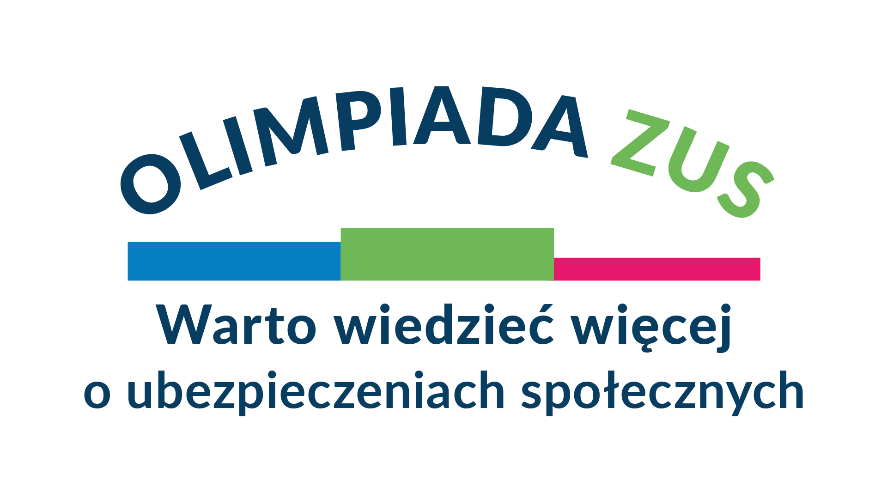 OLIMPIADA ZUS
Warto wiedzieć więcej
o ubezpieczeniach społecznych